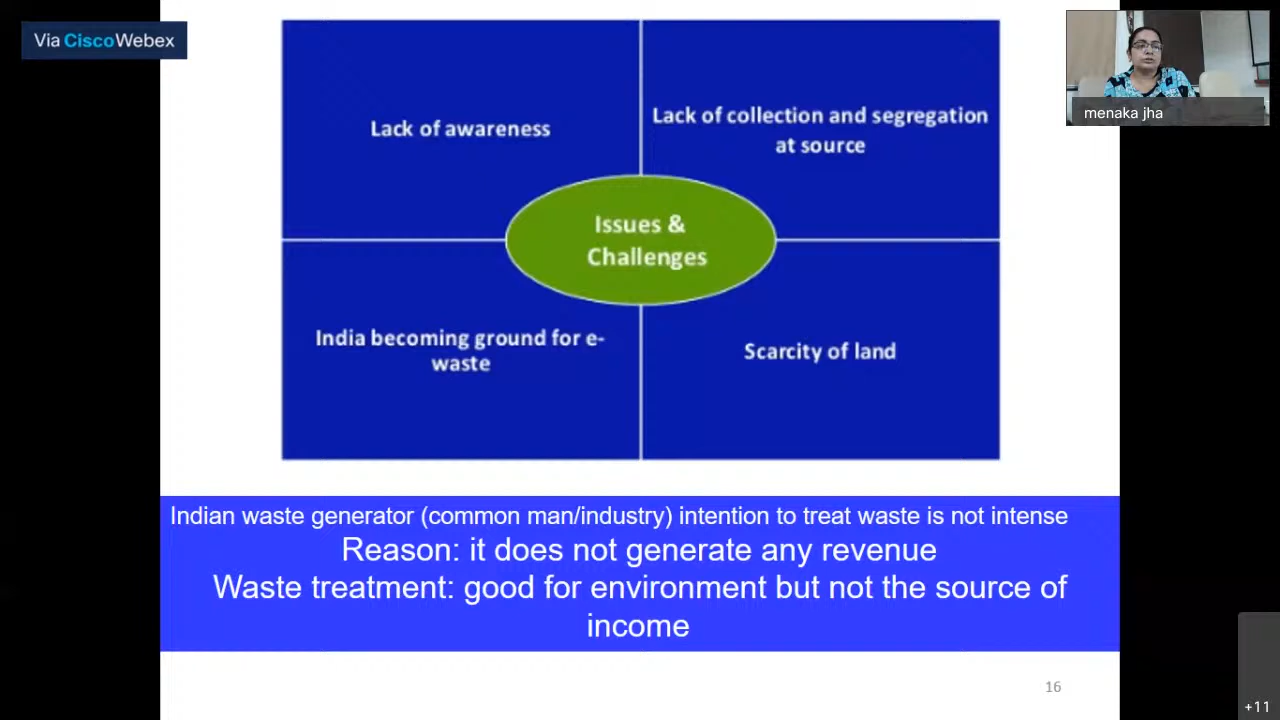 Via CiscoWebex
menaka jha
Lack of awareness
Lack of collection and segregation
at source
Issues &
Challenges
India becoming ground for e-
waste
Scarcity of land
Indian waste generator (common man/industry) intention to treat waste is not intense
Reason: it does not generate any revenue
Waste treatment: good for environment but not the source of
income
16
+11